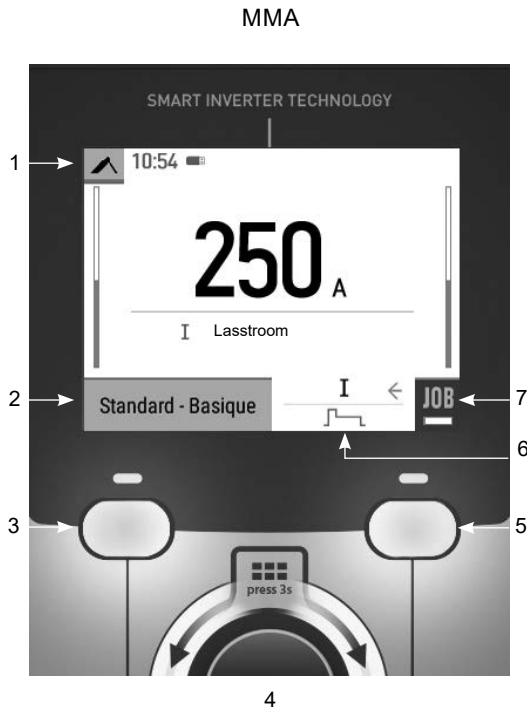 MMA
SMART INVERTER TECHNOLOGY
1
10:54
250 A
I Lasstroom
2
Standard - Basique
I
JOB
7
6
3
5
press 3s
4